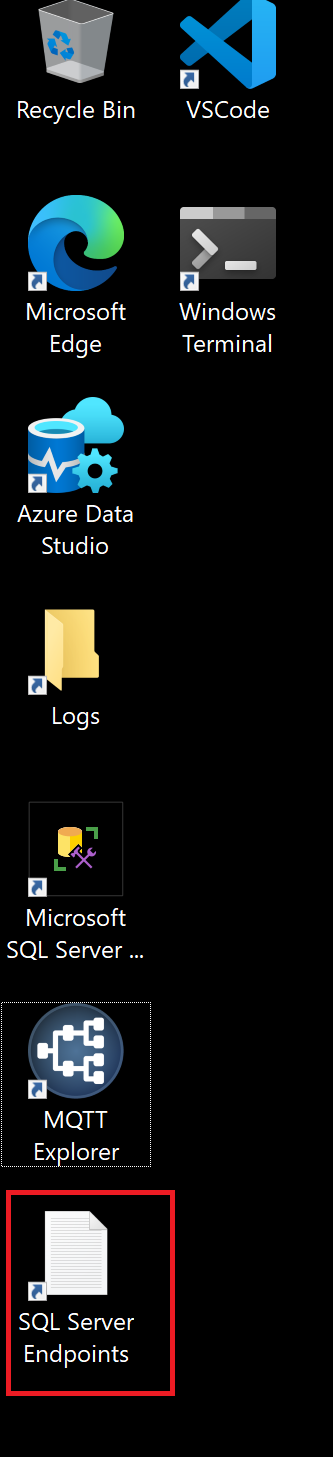 Recycle Bin
VSCode
Microsoft
Edge
Windows
Terminal
Azure Data
Studio
Logs
Microsoft
SQL Server ...
MQTT
Explorer
SQL Server
Endpoints